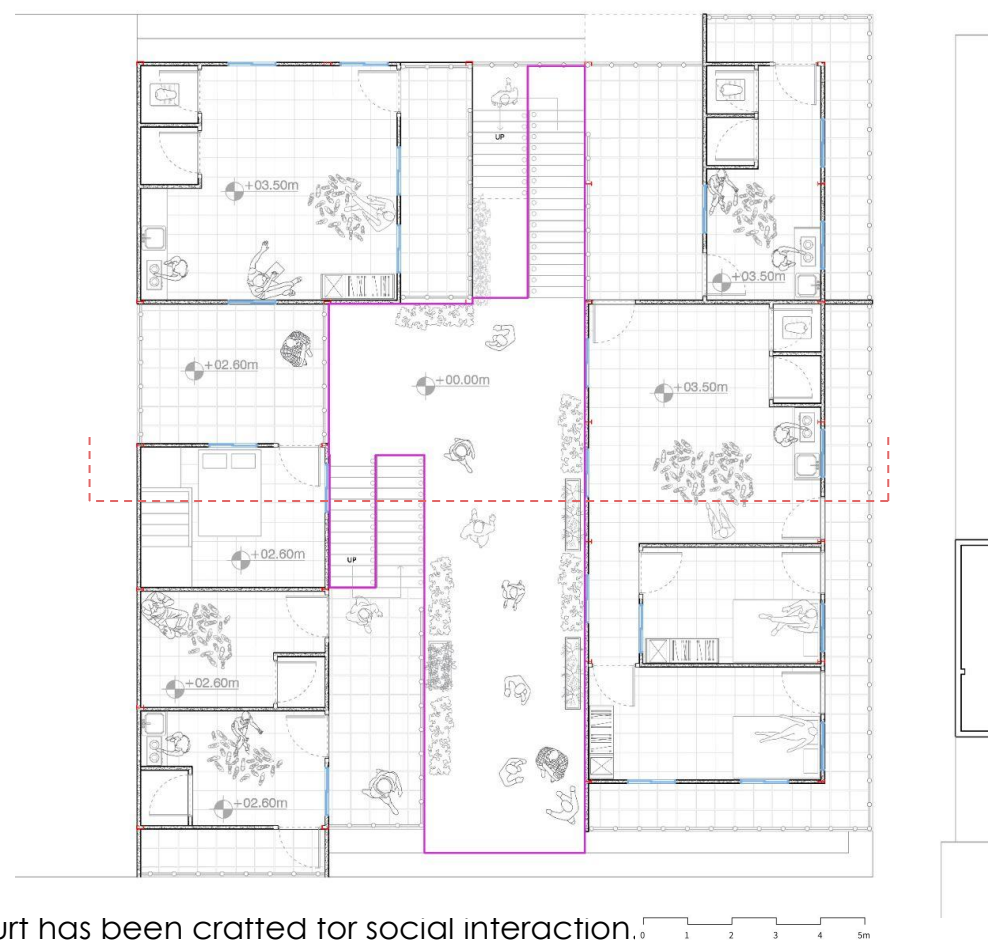 UP
+03.50m
+03.50m
+02.60m
+00.00m
+03.50m
+02.60m
UP
+02.60m
+02.60m
urt has been crafted for social interaction.
0 1 2 3 4 5m